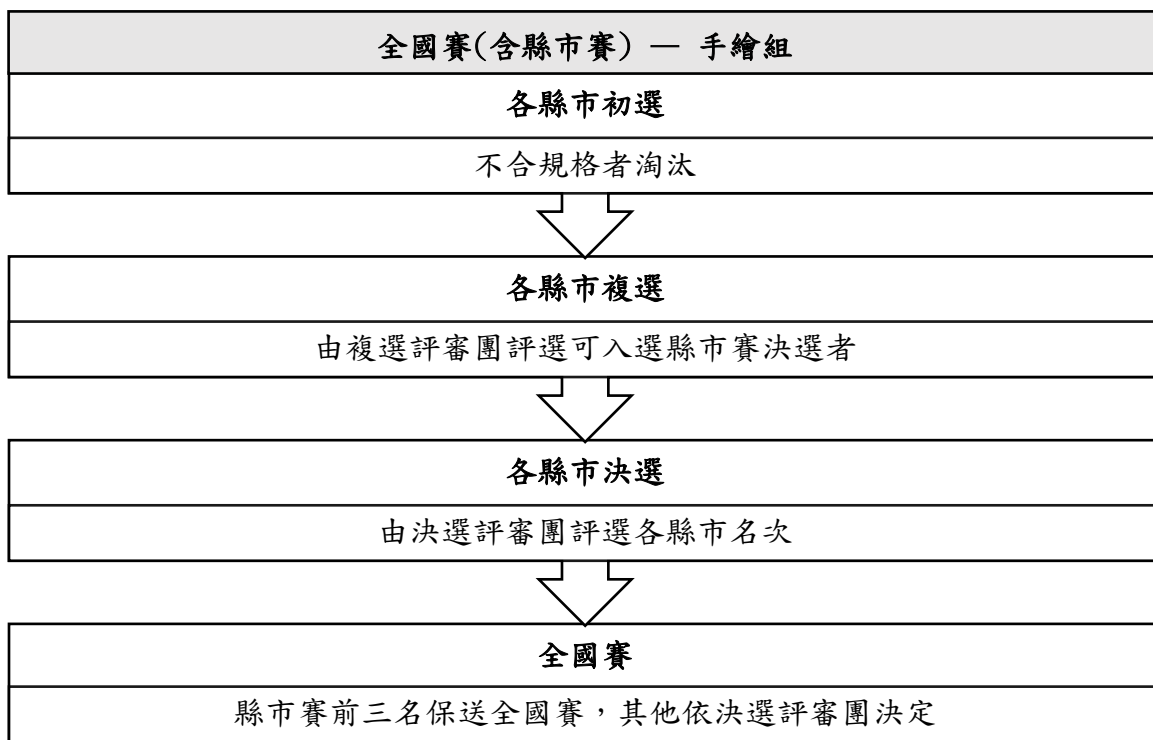 全國賽(含縣市賽) — 手繪組
各縣市初選
不合規格者淘汰
各縣市複選
由複選評審團評選可入選縣市賽決選者
各縣市決選
由決選評審團評選各縣市名次
全國賽
縣市賽前三名保送全國賽，其他依決選評審團決定